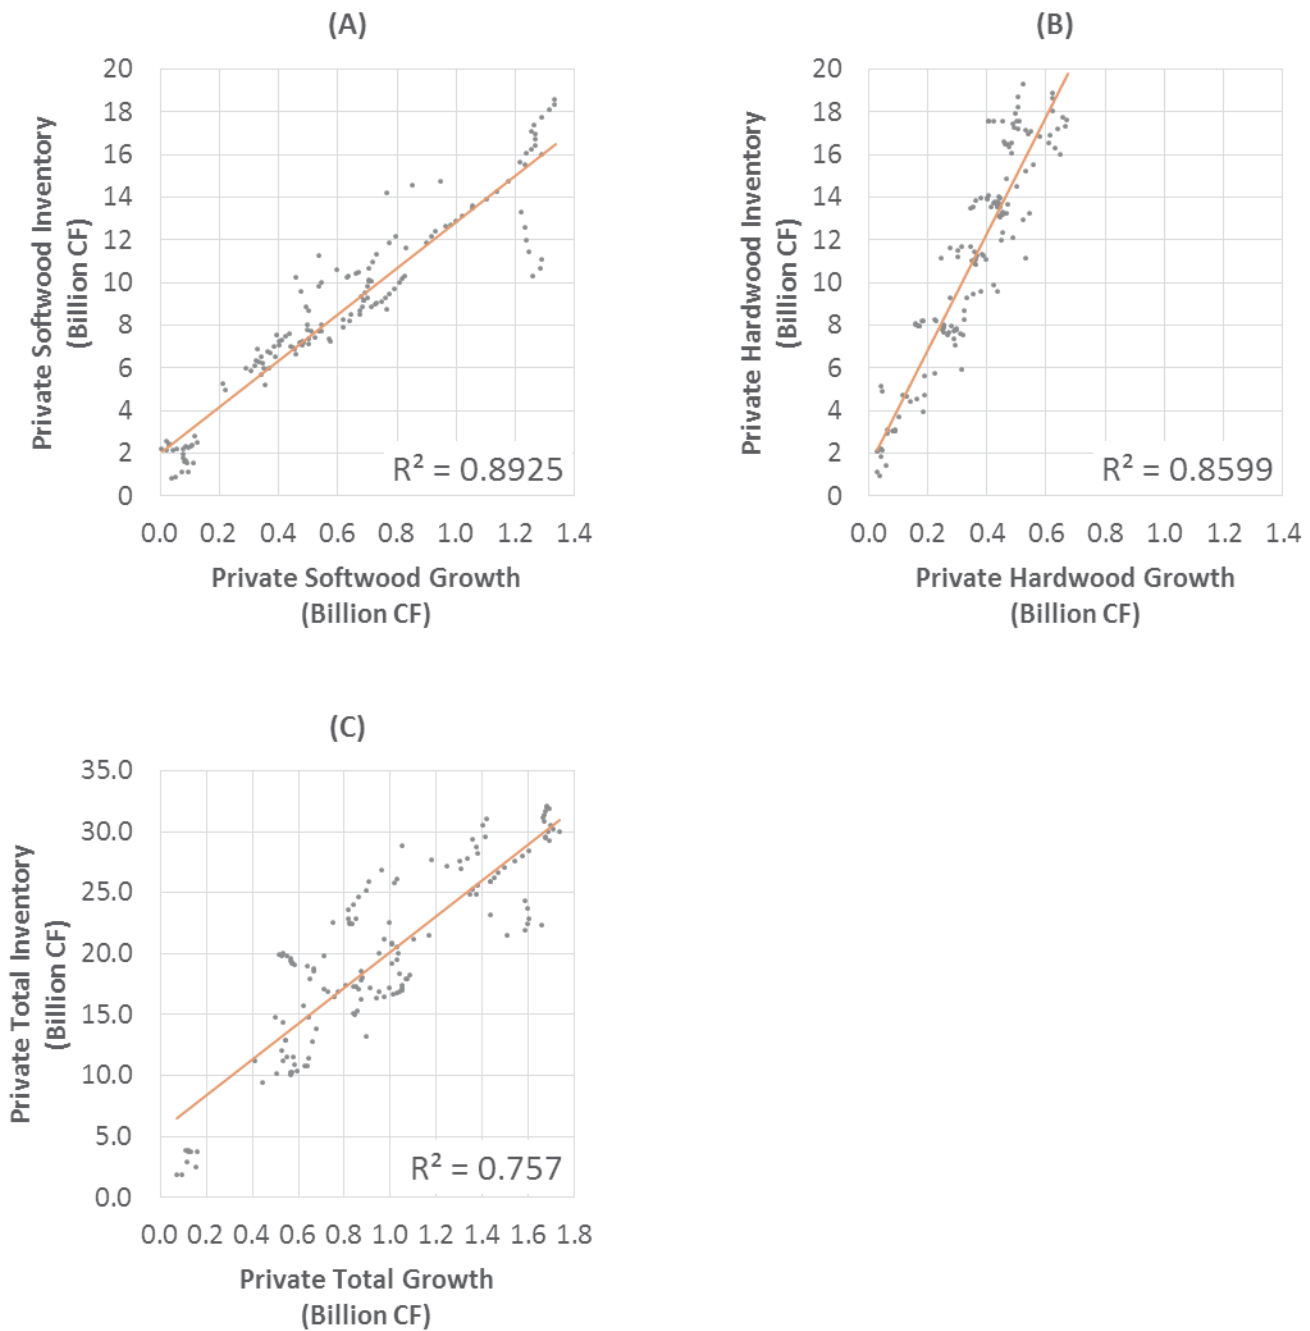 (A)
20
18
16
14
12
10
8
6
4
2
0
Private Softwood Inventory
(Billion CF)
R² = 0.8925
0.0 0.2 0.4 0.6 0.8 1.0 1.2 1.4
Private Softwood Growth
(Billion CF)
(B)
20
18
16
14
12
10
8
6
4
2
0
Private Hardwood Inventory
(Billion CF)
R² = 0.8599
0.0 0.2 0.4 0.6 0.8 1.0 1.2 1.4
Private Hardwood Growth
(Billion CF)
(C)
35.0
30.0
25.0
20.0
15.0
10.0
5.0
0.0
Private Total Inventory
(Billion CF)
R² = 0.757
0.0 0.2 0.4 0.6 0.8 1.0 1.2 1.4 1.6 1.8
Private Total Growth
(Billion CF)